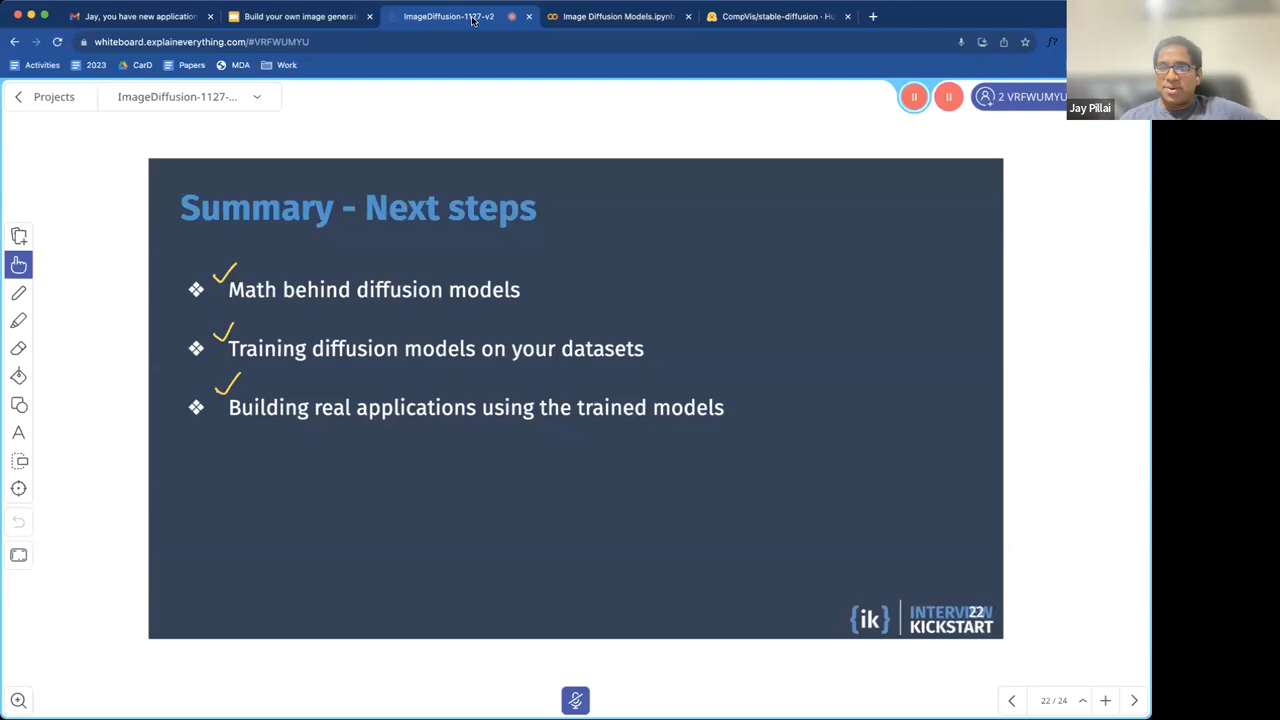 Jay, you have new application
Build your own image generat
ImageDiffusion-1127-v2
Image Diffusion Models.ipynb
CompVis/stable-diffusion · Hu
whiteboard.explaineverything.com/#VRFWUMYU
Activities
2023
CarD
Papers
MDA
Work
Projects
ImageDiffusion-1127-...
2 VRFWUMYU
Jay Pillai
Summary - Next steps
❖ Math behind diffusion models
❖ Training diffusion models on your datasets
❖ Building real applications using the trained models
{ik} INTERVIEW
KICKSTART
22
22 / 24